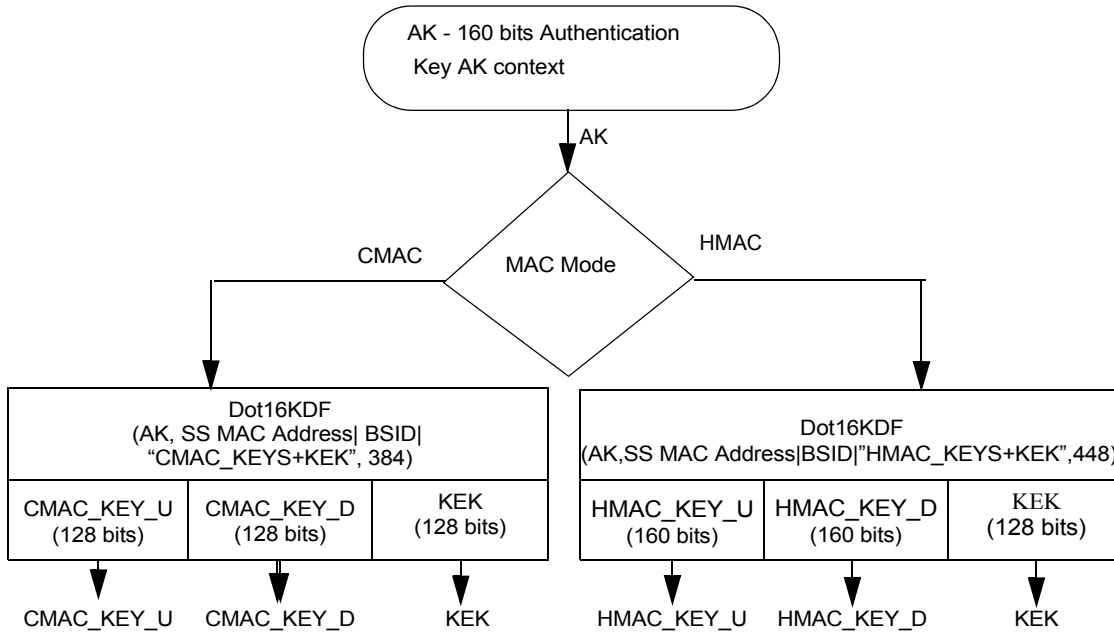 AK - 160 bits Authentication
Key AK context
AK
CMAC
MAC Mode
HMAC
Dot16KDF
(AK, SS MAC Address| BSID|
“CMAC_KEYS+KEK”, 384)
CMAC_KEY_U
(128 bits)
CMAC_KEY_D
(128 bits)
KEK
(128 bits)
Dot16KDF
(AK,SS MAC Address|BSID|”HMAC_KEYS+KEK”,448)
HMAC_KEY_U
(160 bits)
HMAC_KEY_D
(160 bits)
KEK
(128 bits)
CMAC_KEY_U
CMAC_KEY_D
KEK
HMAC_KEY_U
HMAC_KEY_D
KEK